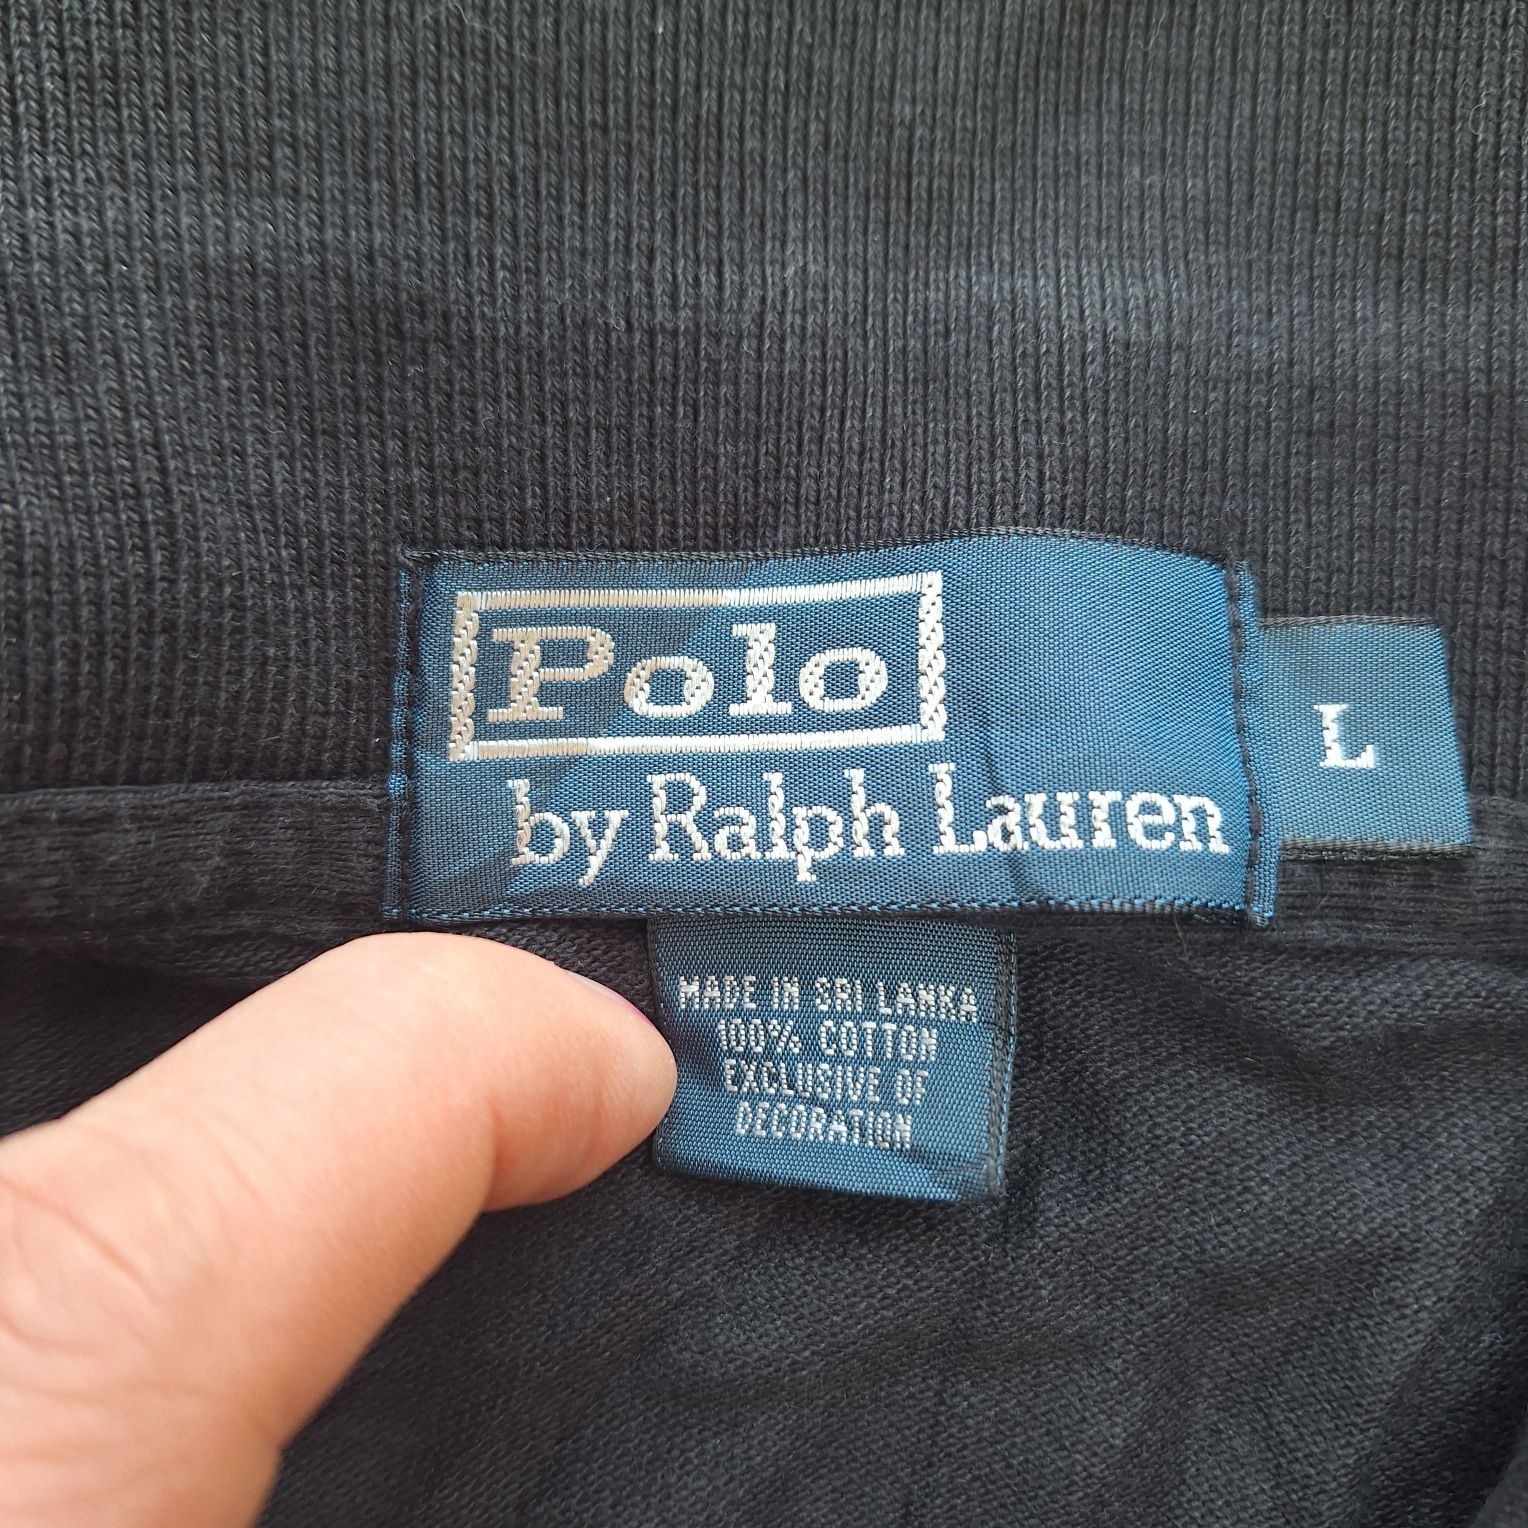 Polo
by Ralph Lauren
L
MADE IN SRI LANKA
100% COTTON
EXCLUSIVE OF
DECORATION